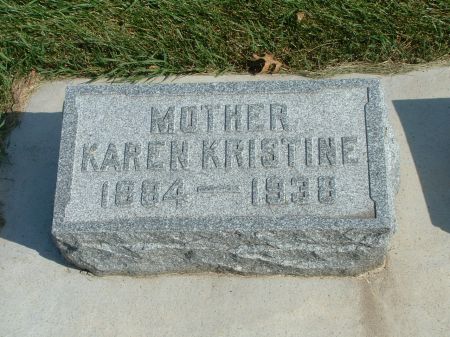 MOTHER
KAREN KRISTINE
1884 — 1938